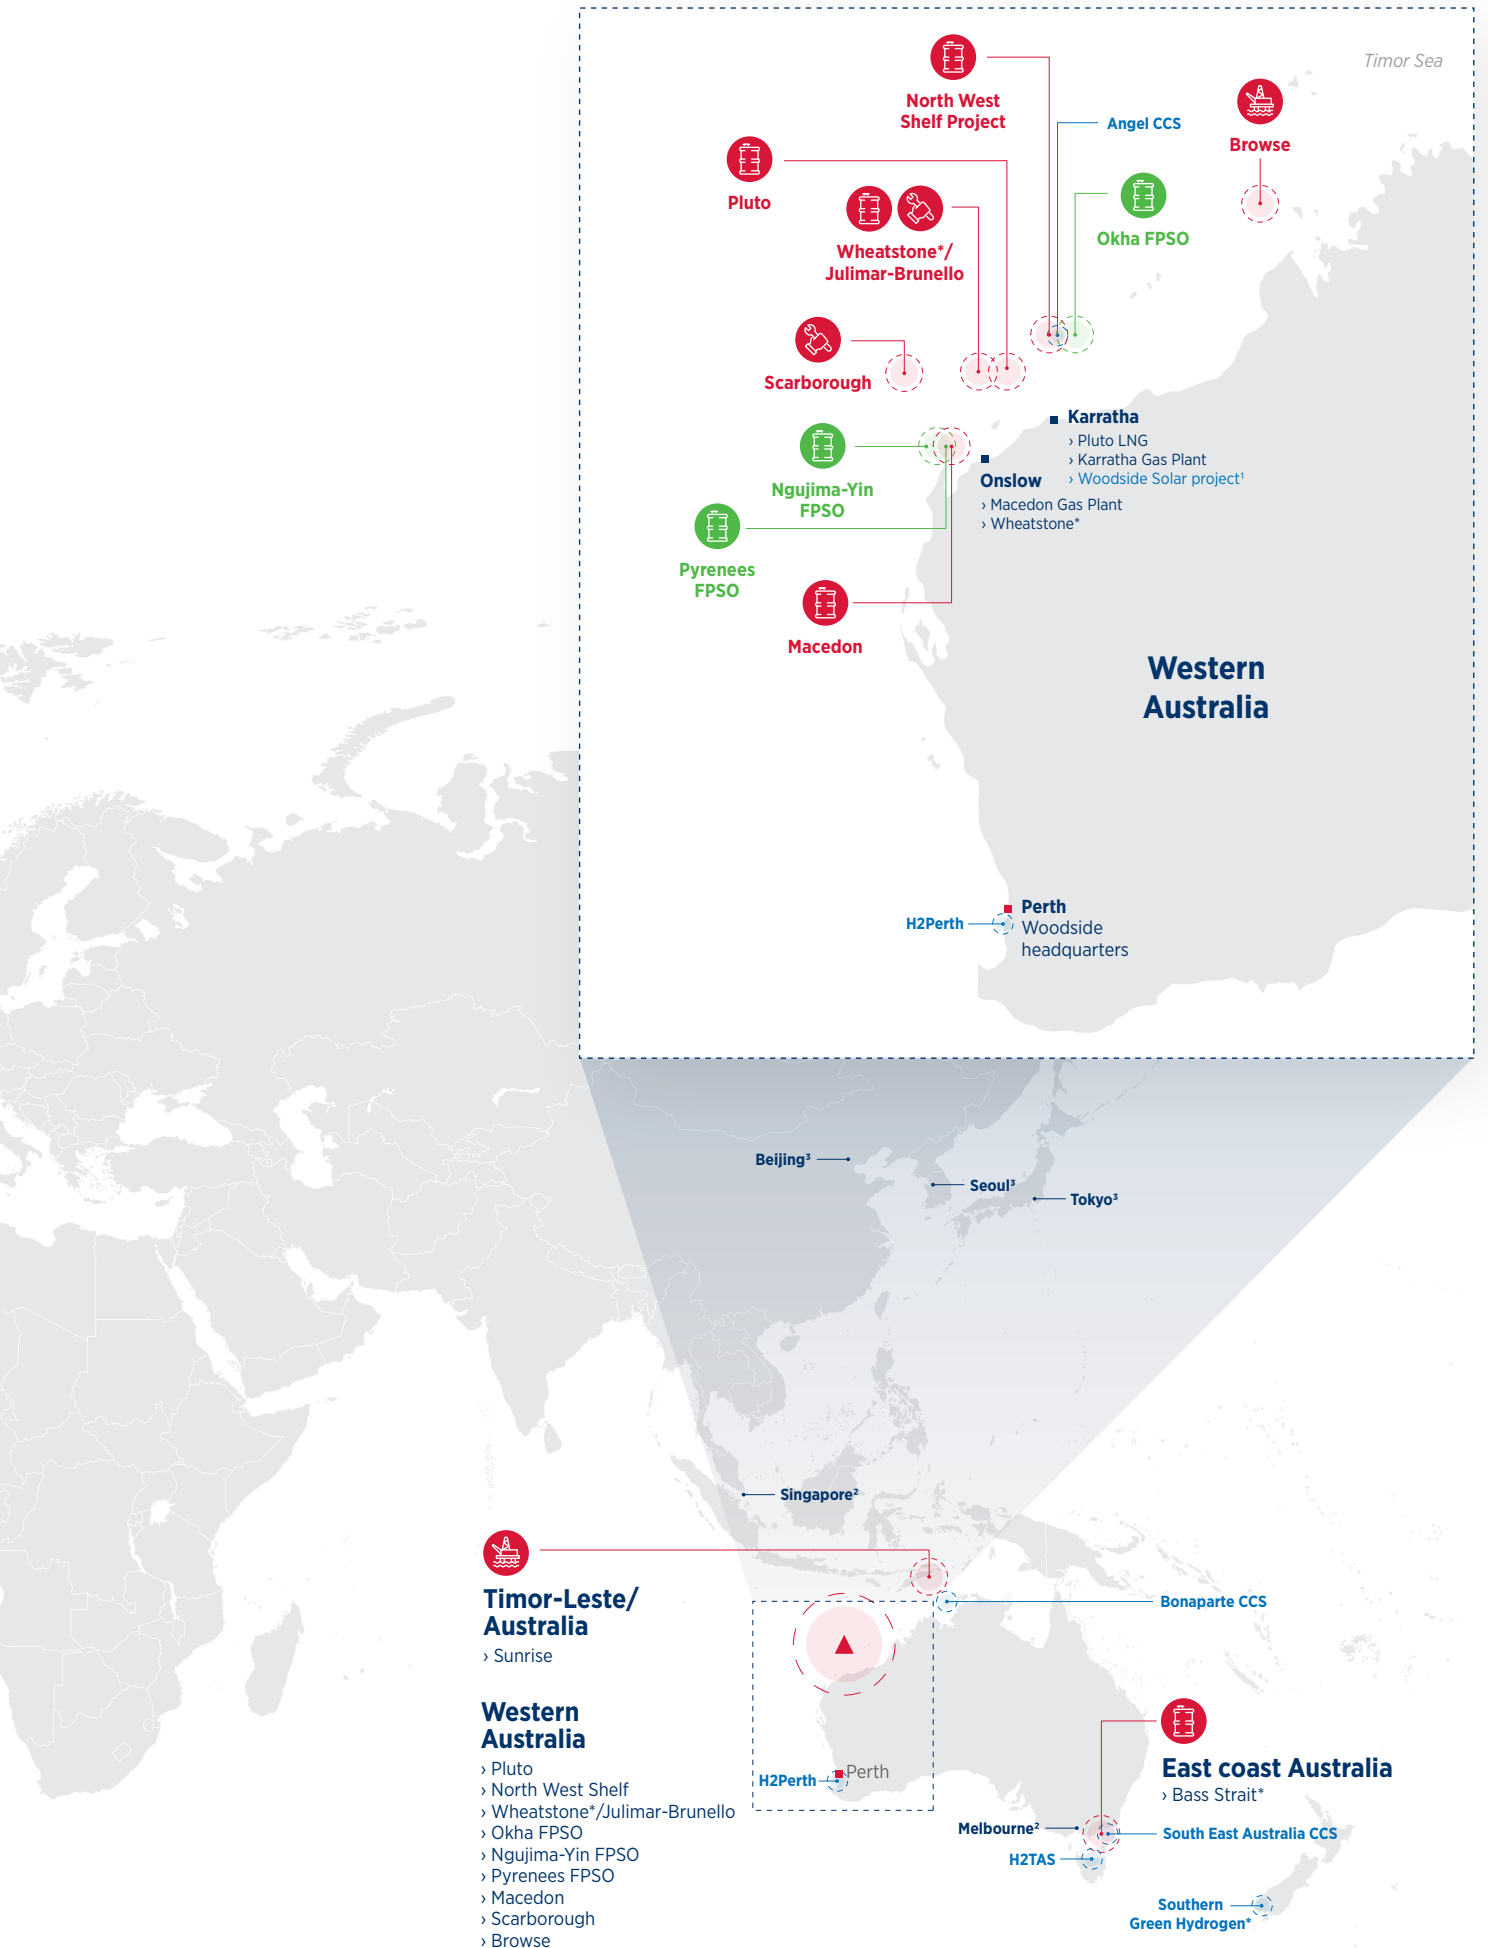 Timor Sea
North West
Shelf Project
Angel CCS
Browse
Pluto
Okha FPSO
Wheatstone*/
Julimar-Brunello
Scarborough
Karratha
› Pluto LNG
› Karratha Gas Plant
› Woodside Solar project¹
Onslow
› Macedon Gas Plant
› Wheatstone*
Ngujima-Yin
FPSO
Pyrenees
FPSO
Macedon
Western
Australia
H2Perth
Perth
Woodside
headquarters
Beijing³
Seoul³
Tokyo³
Singapore²
Timor-Leste/
Australia
› Sunrise
Bonaparte CCS
Western
Australia
› Pluto
› North West Shelf
› Wheatstone*/Julimar-Brunello
› Okha FPSO
› Ngujima-Yin FPSO
› Pyrenees FPSO
› Macedon
› Scarborough
› Browse
H2Perth
Perth
East coast Australia
› Bass Strait*
Melbourne²
South East Australia CCS
H2TAS
Southern
Green Hydrogen*